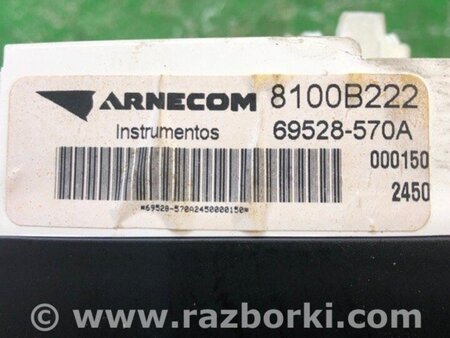 ARNECOM 8100B222
Instrumentos 69528-570A
000150
2450
*69528-570A2450000150*
© www.razborki.com